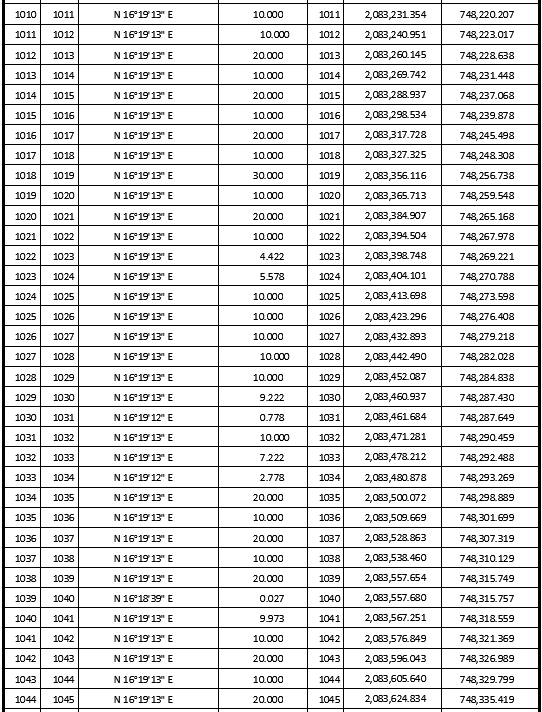 1010 1011 N 16°19'13" E 10.000 1011 2,083,231.354 748,220.207
1011 1012 N 16°19'13" E 10.000 1012 2,083,240.951 748,223.017
1012 1013 N 16°19'13" E 20.000 1013 2,083,260.145 748,228.638
1013 1014 N 16°19'13" E 10.000 1014 2,083,269.742 748,231.448
1014 1015 N 16°19'13" E 20.000 1015 2,083,288.937 748,237.068
1015 1016 N 16°19'13" E 10.000 1016 2,083,298.534 748,239.878
1016 1017 N 16°19'13" E 20.000 1017 2,083,317.728 748,245.498
1017 1018 N 16°19'13" E 10.000 1018 2,083,327.325 748,248.308
1018 1019 N 16°19'13" E 30.000 1019 2,083,356.116 748,256.738
1019 1020 N 16°19'13" E 10.000 1020 2,083,365.713 748,259.548
1020 1021 N 16°19'13" E 20.000 1021 2,083,384.907 748,265.168
1021 1022 N 16°19'13" E 10.000 1022 2,083,394.504 748,267.978
1022 1023 N 16°19'13" E 4.422 1023 2,083,398.748 748,269.221
1023 1024 N 16°19'13" E 5.578 1024 2,083,404.101 748,270.788
1024 1025 N 16°19'13" E 10.000 1025 2,083,413.698 748,273.598
1025 1026 N 16°19'13" E 10.000 1026 2,083,423.296 748,276.408
1026 1027 N 16°19'13" E 10.000 1027 2,083,432.893 748,279.218
1027 1028 N 16°19'13" E 10.000 1028 2,083,442.490 748,282.028
1028 1029 N 16°19'13" E 10.000 1029 2,083,452.087 748,284.838
1029 1030 N 16°19'13" E 9.222 1030 2,083,460.937 748,287.430
1030 1031 N 16°19'12" E 0.778 1031 2,083,461.684 748,287.649
1031 1032 N 16°19'13" E 10.000 1032 2,083,471.281 748,290.459
1032 1033 N 16°19'13" E 7.222 1033 2,083,478.212 748,292.488
1033 1034 N 16°19'12" E 2.778 1034 2,083,480.878 748,293.269
1034 1035 N 16°19'13" E 20.000 1035 2,083,500.072 748,298.889
1035 1036 N 16°19'13" E 10.000 1036 2,083,509.669 748,301.699
1036 1037 N 16°19'13" E 20.000 1037 2,083,528.863 748,307.319
1037 1038 N 16°19'13" E 10.000 1038 2,083,538.460 748,310.129
1038 1039 N 16°19'13" E 20.000 1039 2,083,557.654 748,315.749
1039 1040 N 16°18'39" E 0.027 1040 2,083,557.680 748,315.757
1040 1041 N 16°19'13" E 9.973 1041 2,083,567.251 748,318.559
1041 1042 N 16°19'13" E 10.000 1042 2,083,576.849 748,321.369
1042 1043 N 16°19'13" E 20.000 1043 2,083,596.043 748,326.989
1043 1044 N 16°19'13" E 10.000 1044 2,083,605.640 748,329.799
1044 1045 N 16°19'13" E 20.000 1045 2,083,624.834 748,335.419